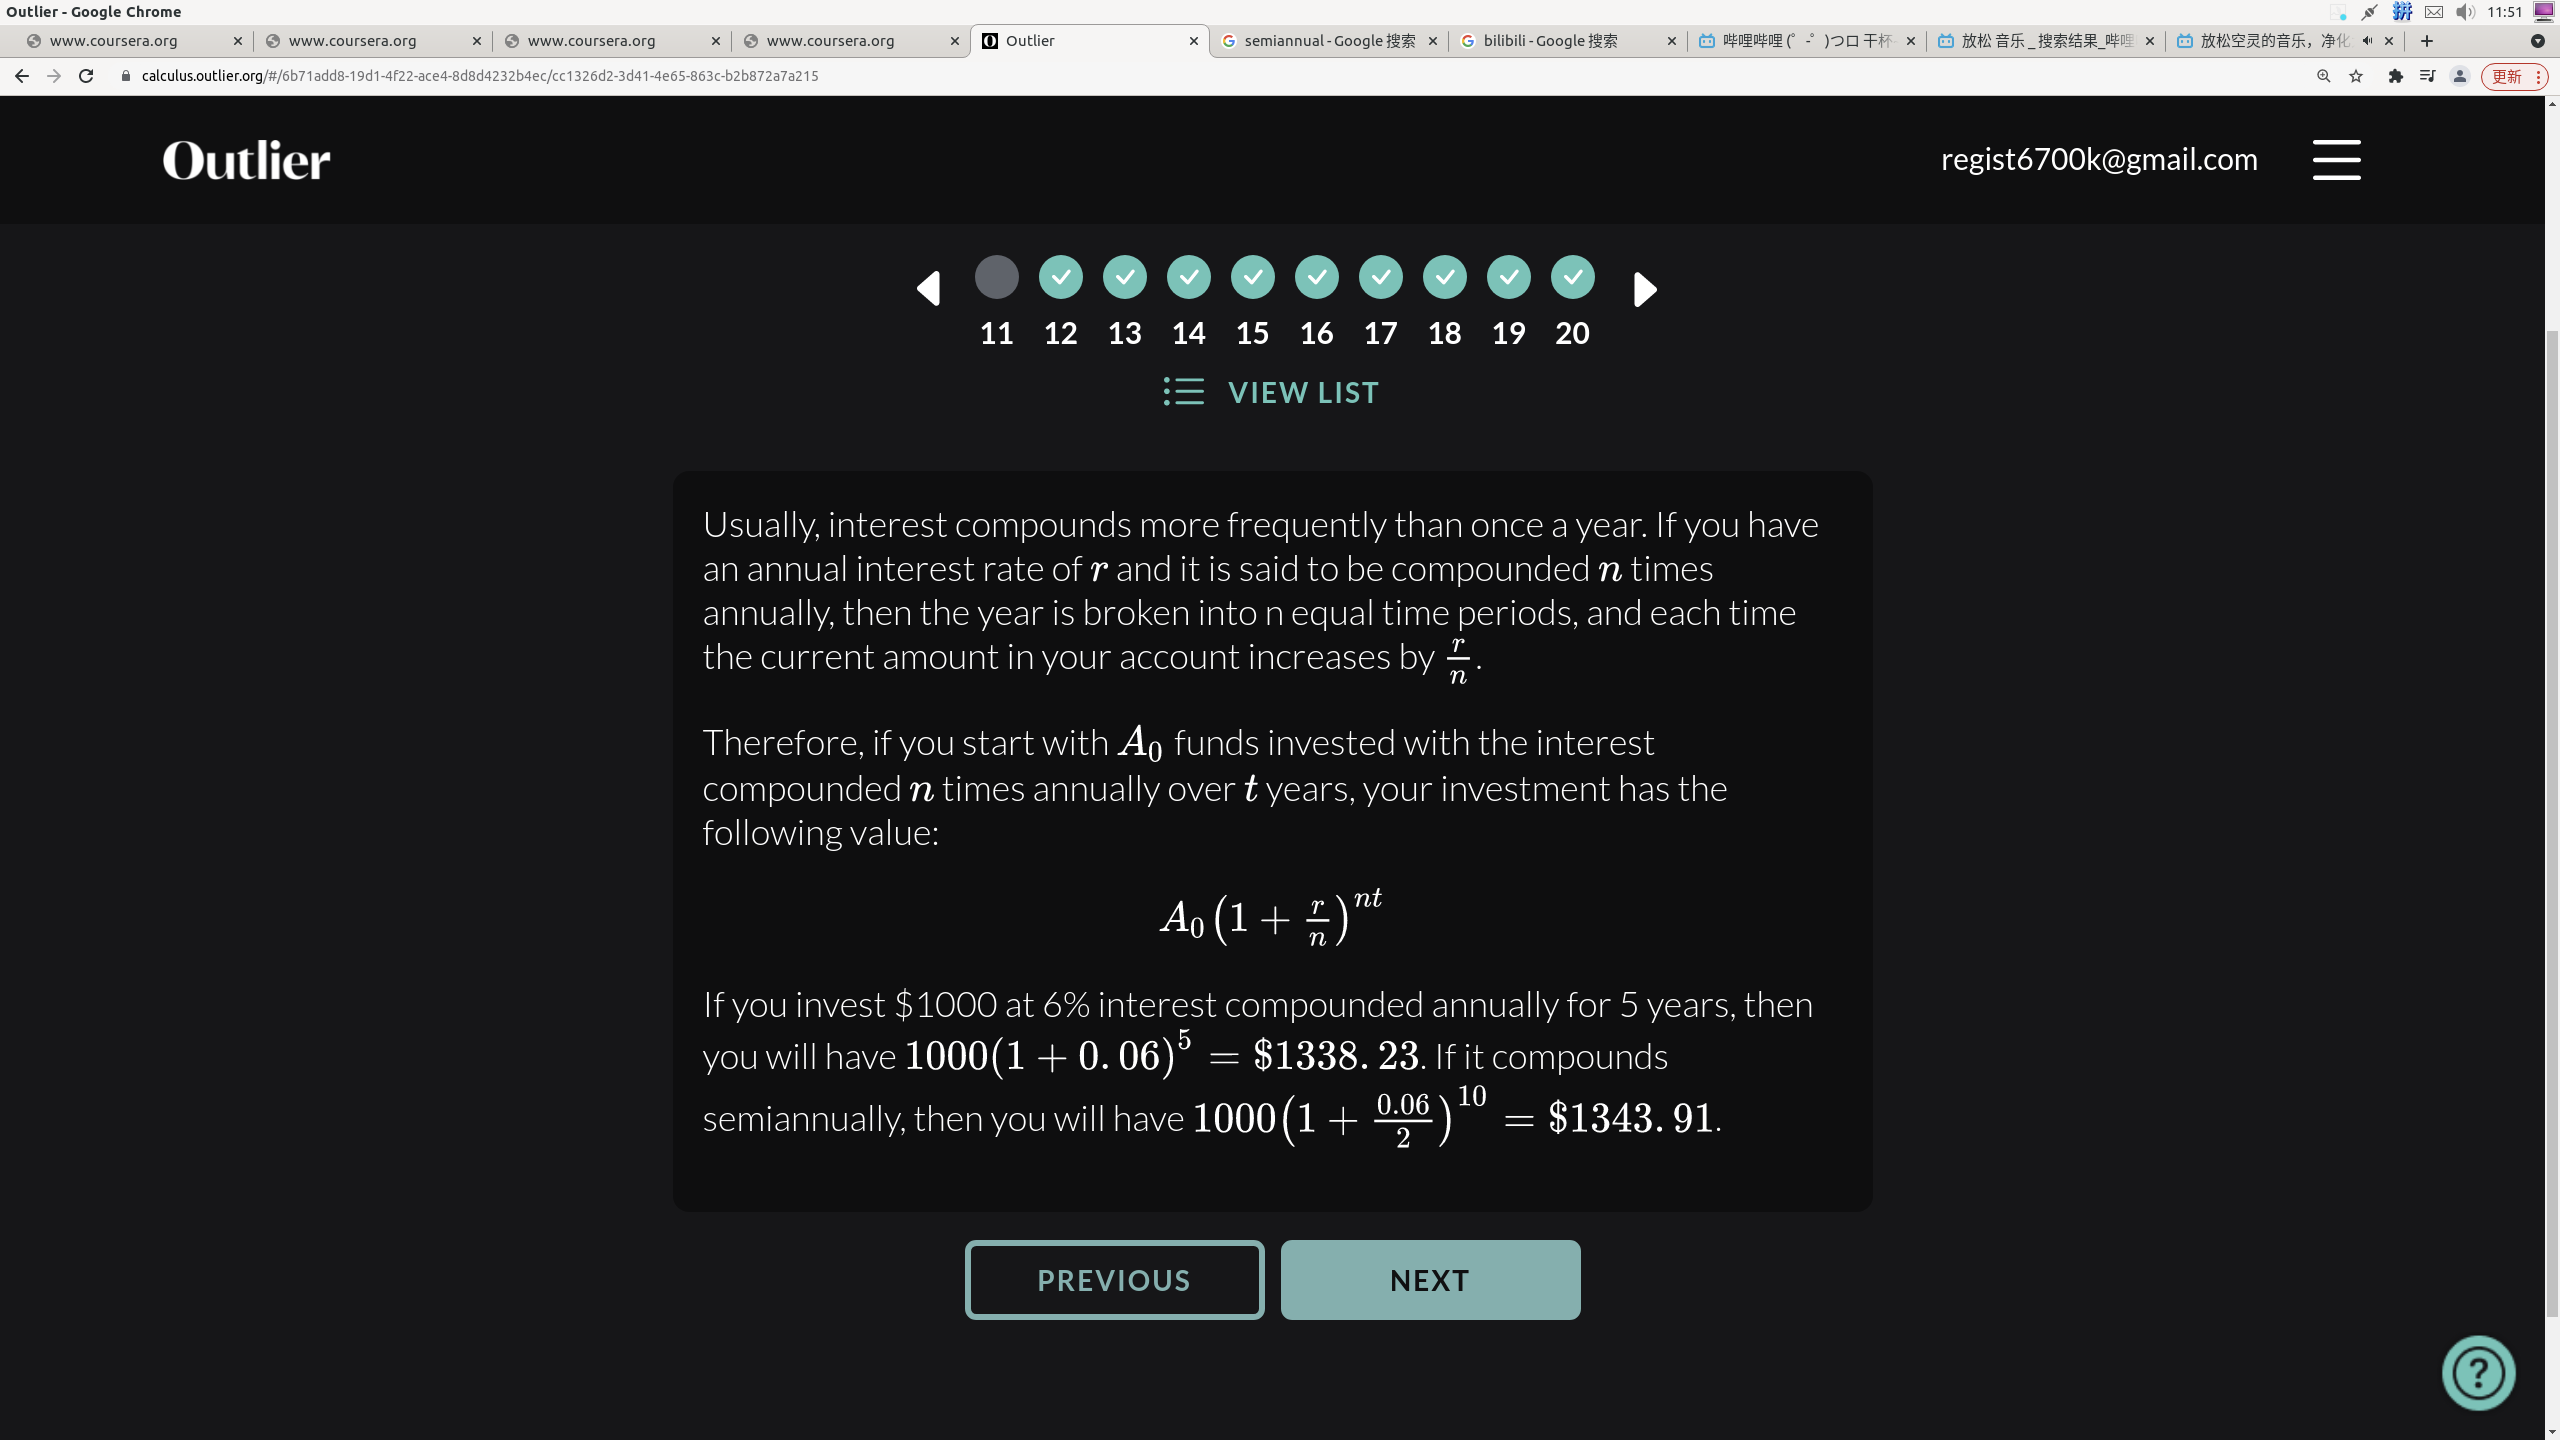 Outlier - Google Chrome
拼 11:51
www.coursera.org × www.coursera.org × www.coursera.org × www.coursera.org × Outlier × semiannual - Google 搜索 × bilibili - Google 搜索 × 哔哩哔哩 (゜-゜)つロ 干杯- × 放松 音乐_搜索结果_哔哩 × 放松空灵的音乐，净化 × +
calculus.outlier.org/#/6b71add8-19d1-4f22-ace4-8d8d4232b4ec/cc1326d2-3d41-4e65-863c-b2b872a7a215 更新
Outlier regist6700k@gmail.com
11 12 13 14 15 16 17 18 19 20
VIEW LIST
Usually, interest compounds more frequently than once a year. If you have
an annual interest rate of r and it is said to be compounded n times
annually, then the year is broken into n equal time periods, and each time
the current amount in your account increases by r/n.
Therefore, if you start with A₀ funds invested with the interest
compounded n times annually over t years, your investment has the
following value:
A₀(1 + r/n)^nt
If you invest $1000 at 6% interest compounded annually for 5 years, then
you will have 1000(1 + 0.06)^5 = $1338.23. If it compounds
semiannually, then you will have 1000(1 + 0.06/2)^10 = $1343.91.
PREVIOUS NEXT
?